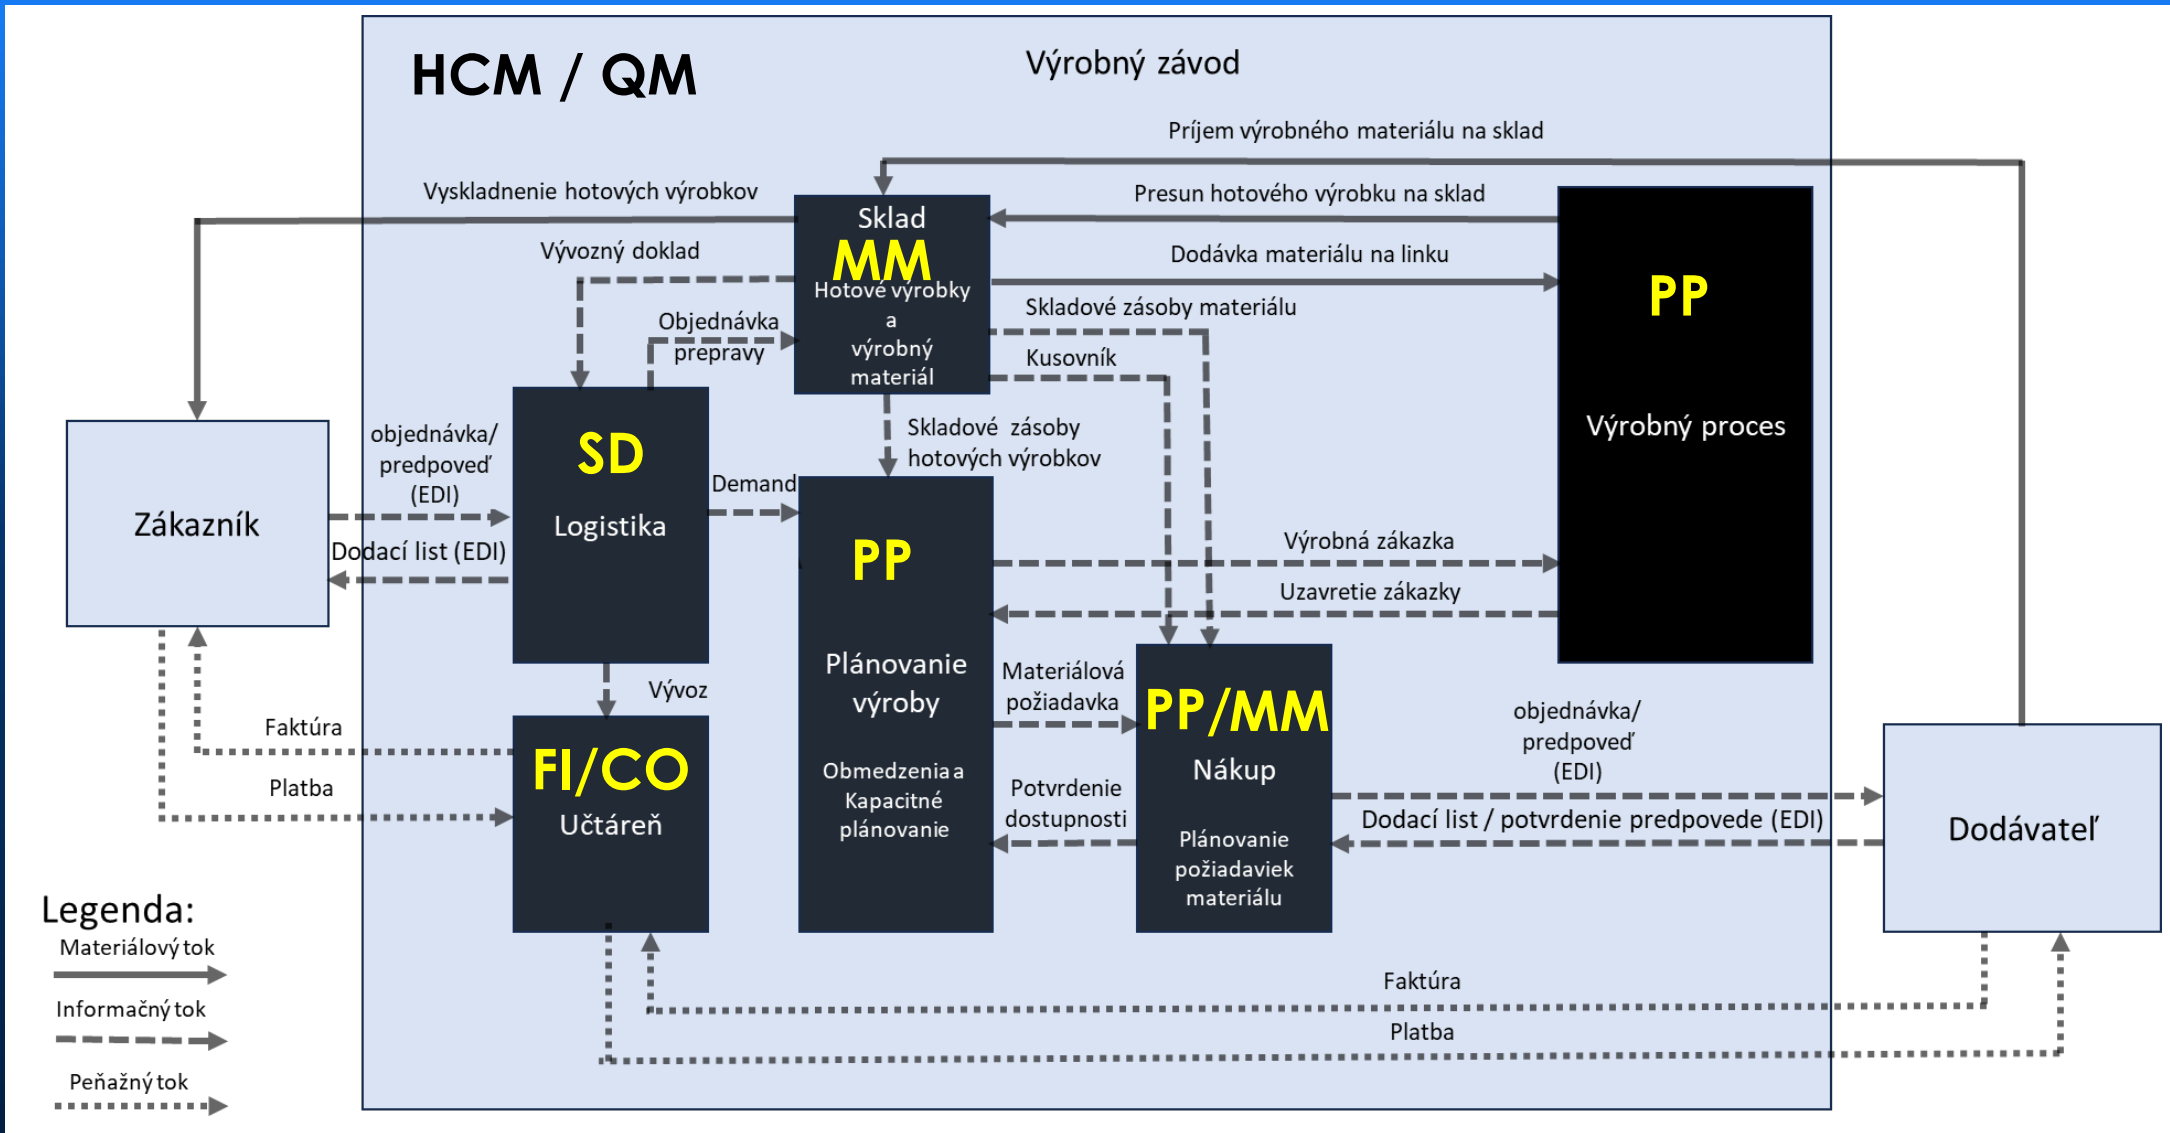 HCM / QM
Výrobný závod
Príjem výrobného materiálu na sklad
Vyskladnenie hotových výrobkov
Presun hotového výrobku na sklad
Sklad
MM
Hotové výrobky
a
výrobný
materiál
Vývozný doklad
Dodávka materiálu na linku
PP
Výrobný proces
Skladové zásoby materiálu
Objednávka
prepravy
Kusovník
Skladové zásoby
hotových výrobkov
objednávka/
predpoveď
(EDI)
SD
Logistika
Demand
Zákazník
Dodací list (EDI)
PP
Plánovanie
výroby
Obmedzenia a
Kapacitné
plánovanie
Výrobná zákazka
Uzavretie zákazky
Vývoz
Materiálová
požiadavka
PP/MM
Nákup
Plánovanie
požiadaviek
materiálu
Potvrdenie
dostupnosti
objednávka/
predpoveď
(EDI)
Dodací list / potvrdenie predpovede (EDI)
Dodávateľ
Faktúra
Platba
FI/CO
Učtáreň
Faktúra
Platba
Legenda:
Materiálový tok
Informačný tok
Peňažný tok